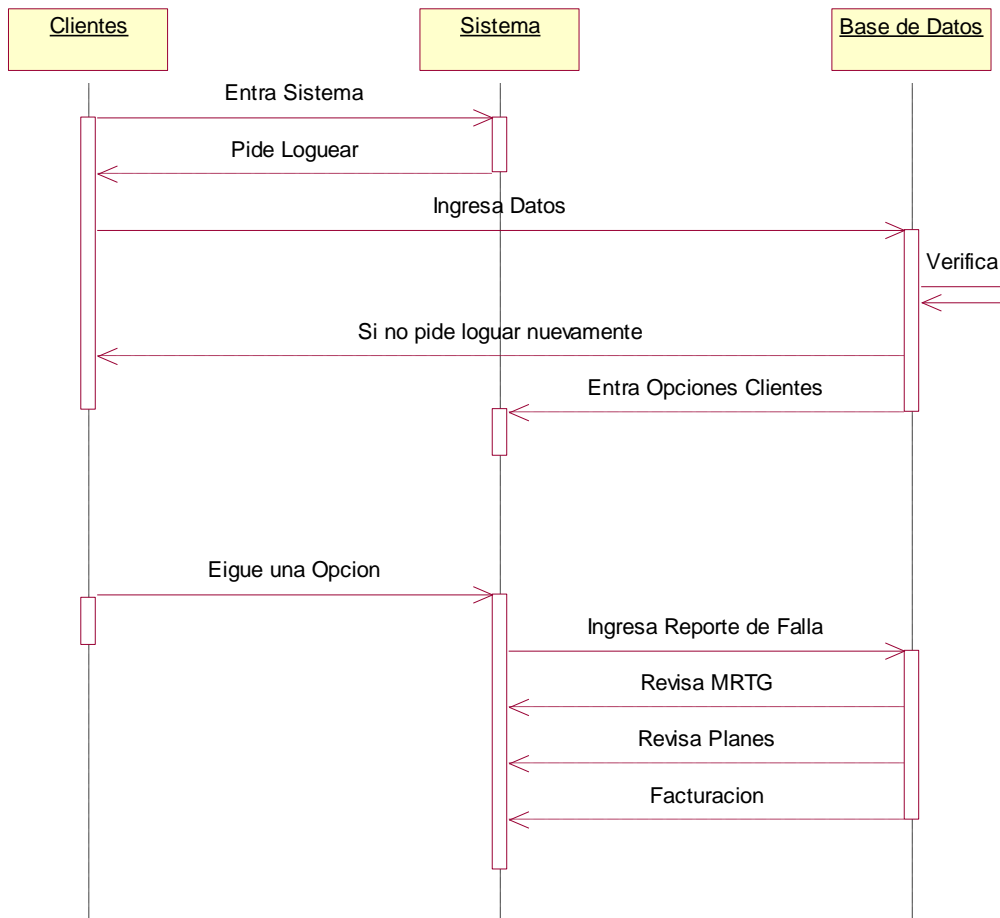 Clientes
Sistema
Base de Datos
Entra Sistema
Pide Loguear
Ingresa Datos
Verifica
Si no pide loguar nuevamente
Entra Opciones Clientes
Eigue una Opcion
Ingresa Reporte de Falla
Revisa MRTG
Revisa Planes
Facturacion